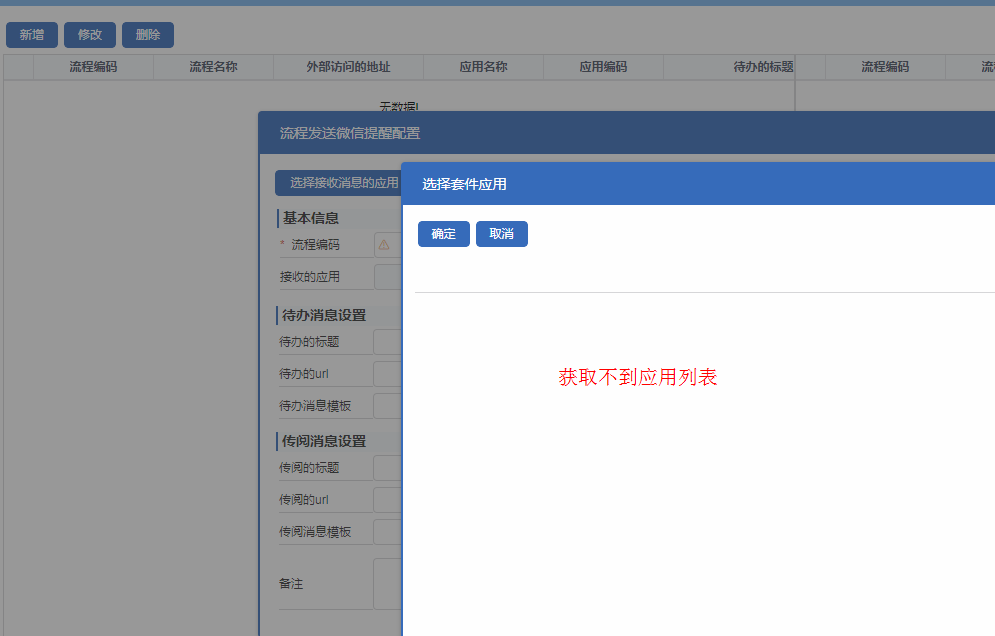 新增 修改 删除
流程编码 流程名称 外部访问的地址 应用名称 应用编码 待办的标题 流程编码
无数据!
流程发送微信提醒配置
选择接收消息的应用
选择套件应用
确定 取消
基本信息
* 流程编码
接收的应用
待办消息设置
待办的标题
待办的url
待办消息模板
获取不到应用列表
传阅消息设置
传阅的标题
传阅的url
传阅消息模板
备注